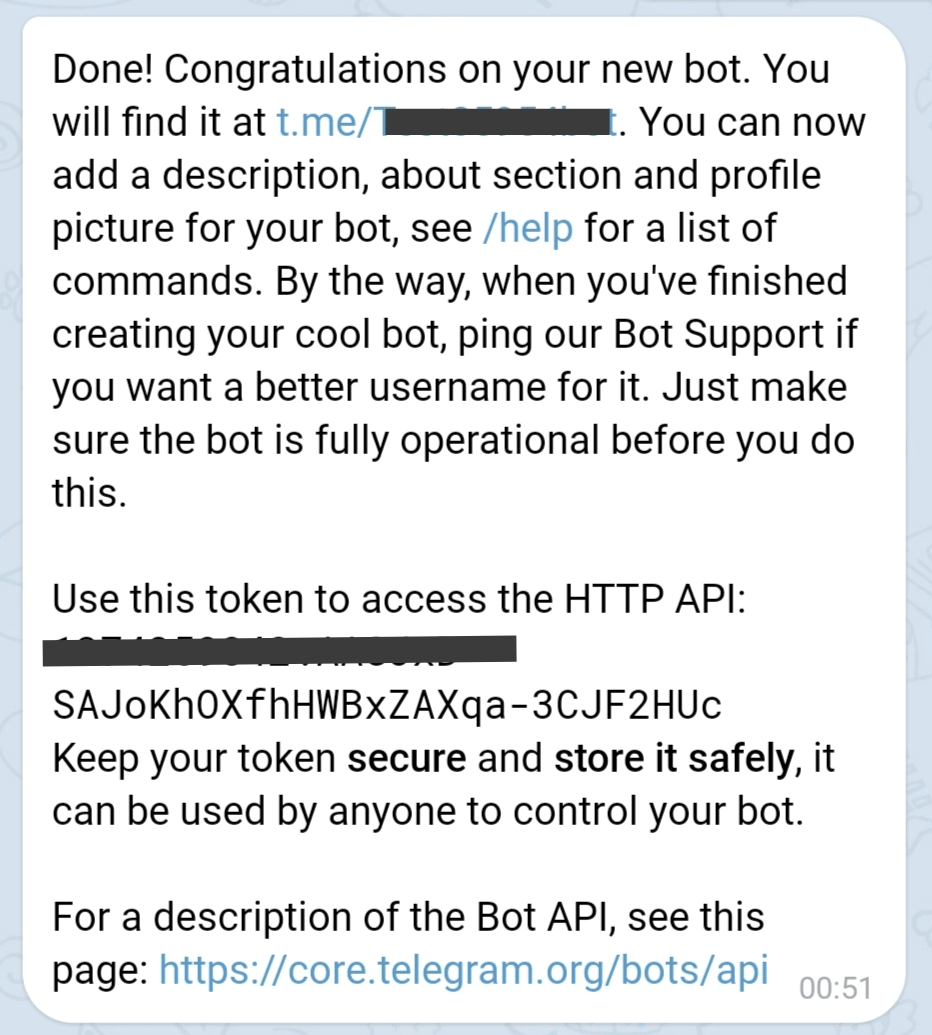 Done! Congratulations on your new bot. You
will find it at t.me/T. You can now
add a description, about section and profile
picture for your bot, see /help for a list of
commands. By the way, when you've finished
creating your cool bot, ping our Bot Support if
you want a better username for it. Just make
sure the bot is fully operational before you do
this.
Use this token to access the HTTP API:
SAJoKhOXfhHWBxZAXqa-3CJF2HUc
Keep your token secure and store it safely, it
can be used by anyone to control your bot.
For a description of the Bot API, see this
page: https://core.telegram.org/bots/api
00:51